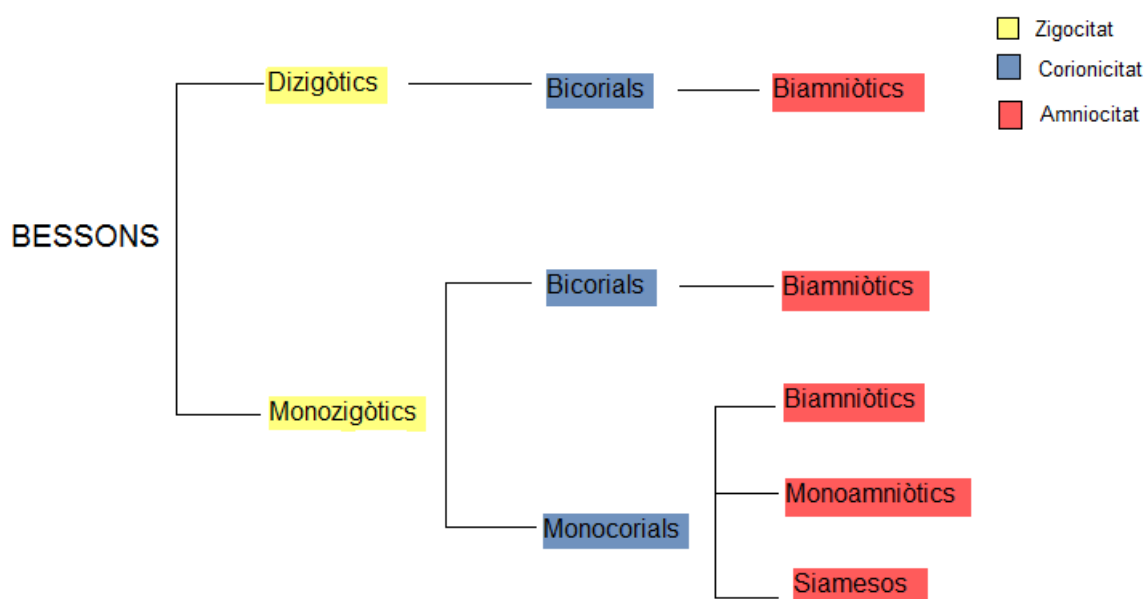 Zigocitat
Corionicitat
Amniocitat
Dizigòtics
Bicorials
Biamniòtics
BESSONS
Bicorials
Biamniòtics
Monozigòtics
Biamniòtics
Monocorials
Monoamniòtics
Siamesos